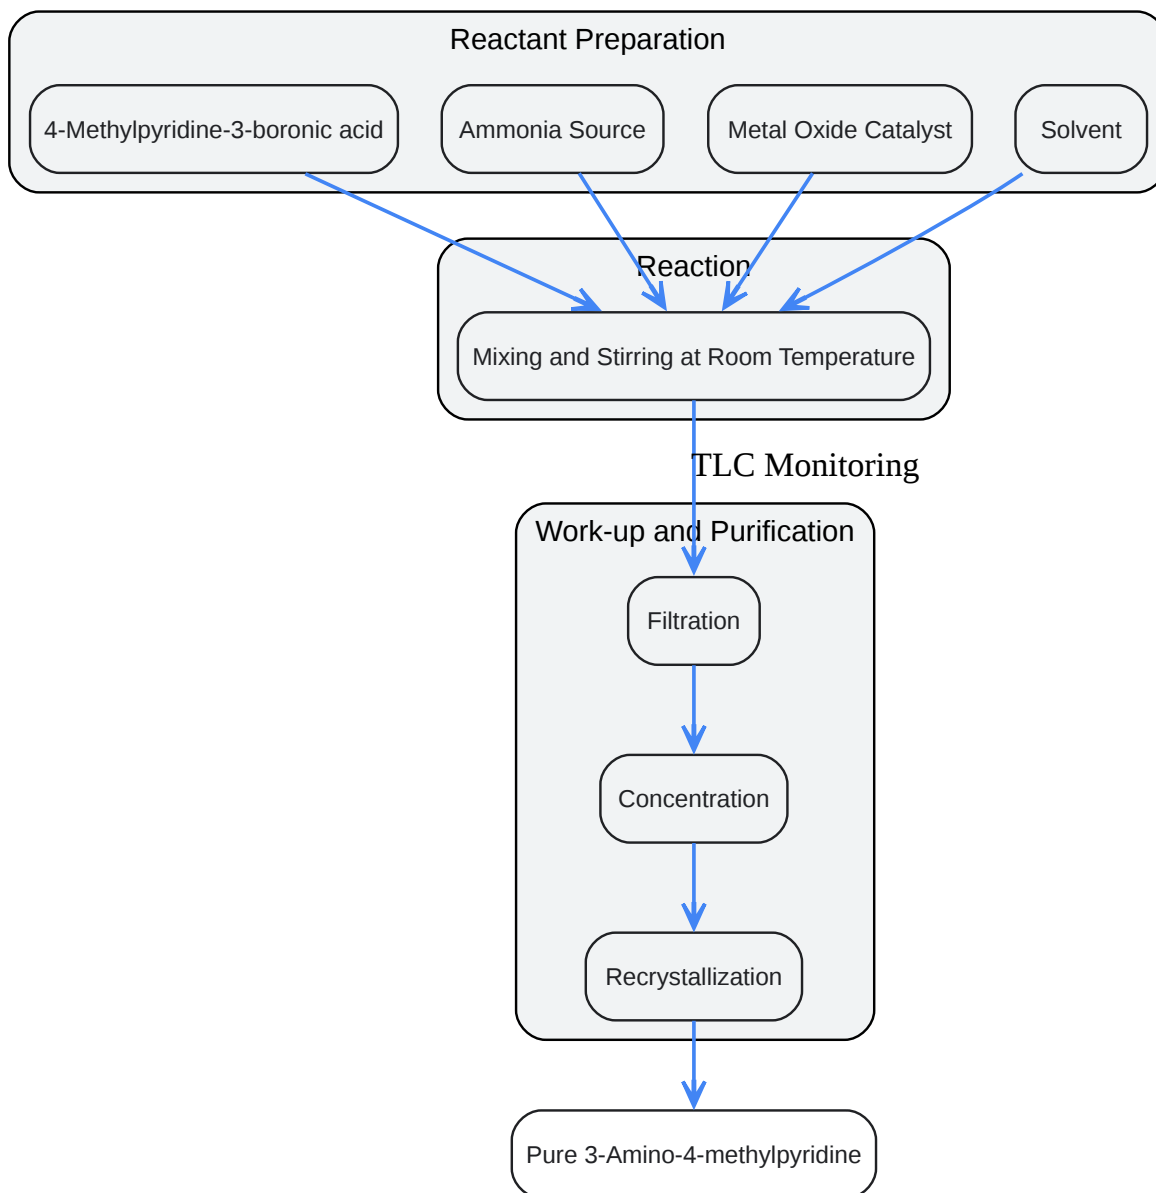 Reactant Preparation
4-Methylpyridine-3-boronic acid
Ammonia Source
Metal Oxide Catalyst
Solvent
Reaction
Mixing and Stirring at Room Temperature
TLC Monitoring
Work-up and Purification
Filtration
Concentration
Recrystallization
Pure 3-Amino-4-methylpyridine